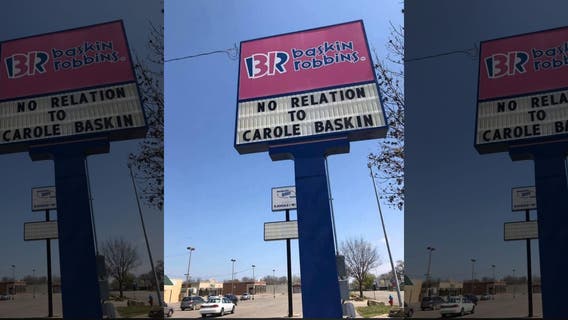 BR baskin
robbins
NO RELATION
TO
CAROLE BASKIN